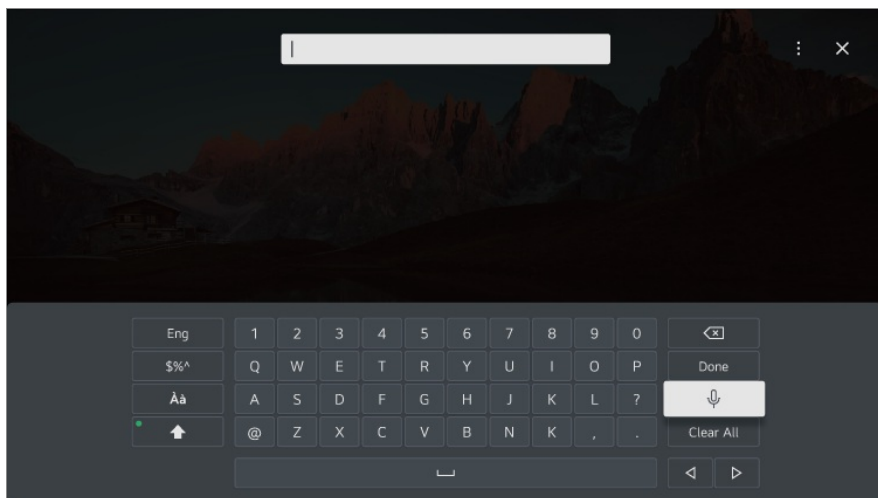 Eng 1 2 3 4 5 6 7 8 9 0
$%^ Q W E T R Y U I O P Done
Àà A S D F G H J K L ?
@ Z X C V B N K , . Clear All